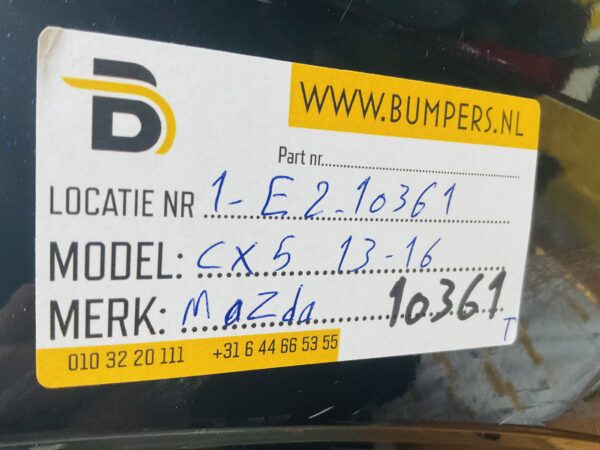 WWW.BUMPERS.NL
Part nr.
LOCATIE NR 1-E2-10361
MODEL: CX5 13-16
MERK: Mazda 10361 T
010 32 20 111 +31 6 44 66 53 55